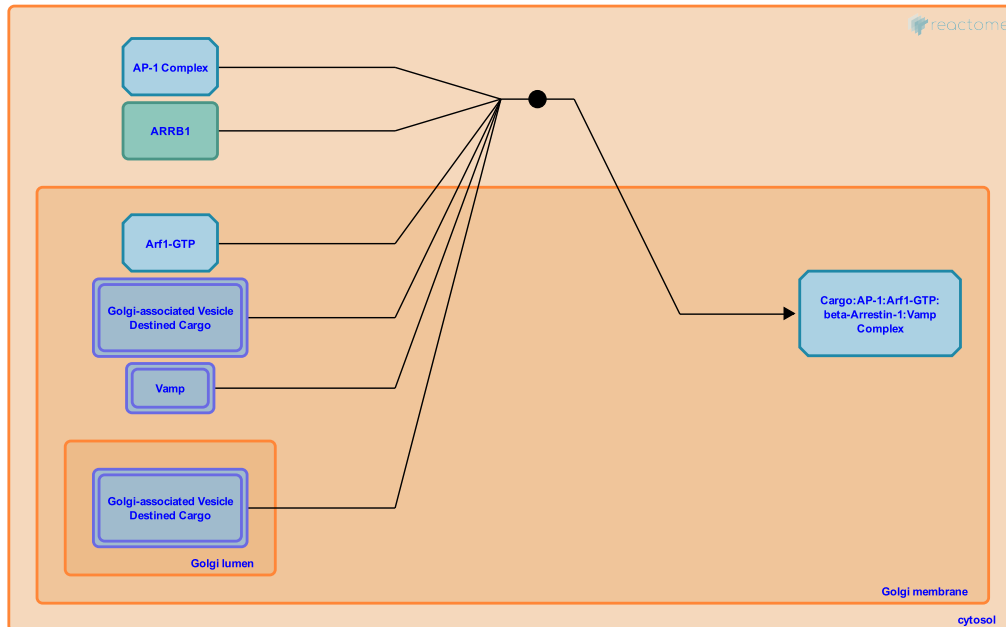 reactome
AP-1 Complex
ARRB1
Arf1-GTP
Golgi-associated Vesicle
Destined Cargo
Cargo:AP-1:Arf1-GTP:
beta-Arrestin-1:Vamp
Complex
Vamp
Golgi-associated Vesicle
Destined Cargo
Golgi lumen
Golgi membrane
cytosol